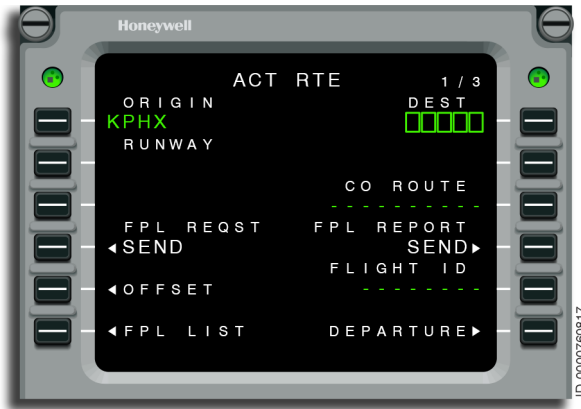 Honeywell
ACT RTE 1 / 3
ORIGIN DEST
KPHX
RUNWAY
CO ROUTE
- - - - - - - - - -
FPL REQST FPL REPORT
◄SEND SEND►
FLIGHT ID
◄OFFSET - - - - - - - -
◄FPL LIST DEPARTURE►
ID-0000760817